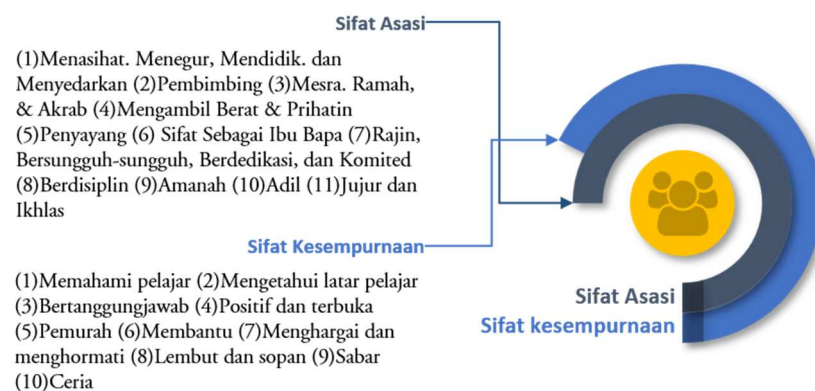 Sifat Asasi
(1)Menasihat. Menegur, Mendidik. dan
Menyedarkan (2)Pembimbing (3)Mesra. Ramah,
& Akrab (4)Mengambil Berat & Prihatin
(5)Penyayang (6) Sifat Sebagai Ibu Bapa (7)Rajin,
Bersungguh-sungguh, Berdedikasi, dan Komited
(8)Berdisiplin (9)Amanah (10)Adil (11)Jujur dan
Ikhlas
Sifat Kesempurnaan
(1)Memahami pelajar (2)Mengetahui latar pelajar
(3)Bertanggungjawab (4)Positif dan terbuka
(5)Pemurah (6)Membantu (7)Menghargai dan
menghormati (8)Lembut dan sopan (9)Sabar
(10)Ceria
Sifat Asasi
Sifat kesempurnaan